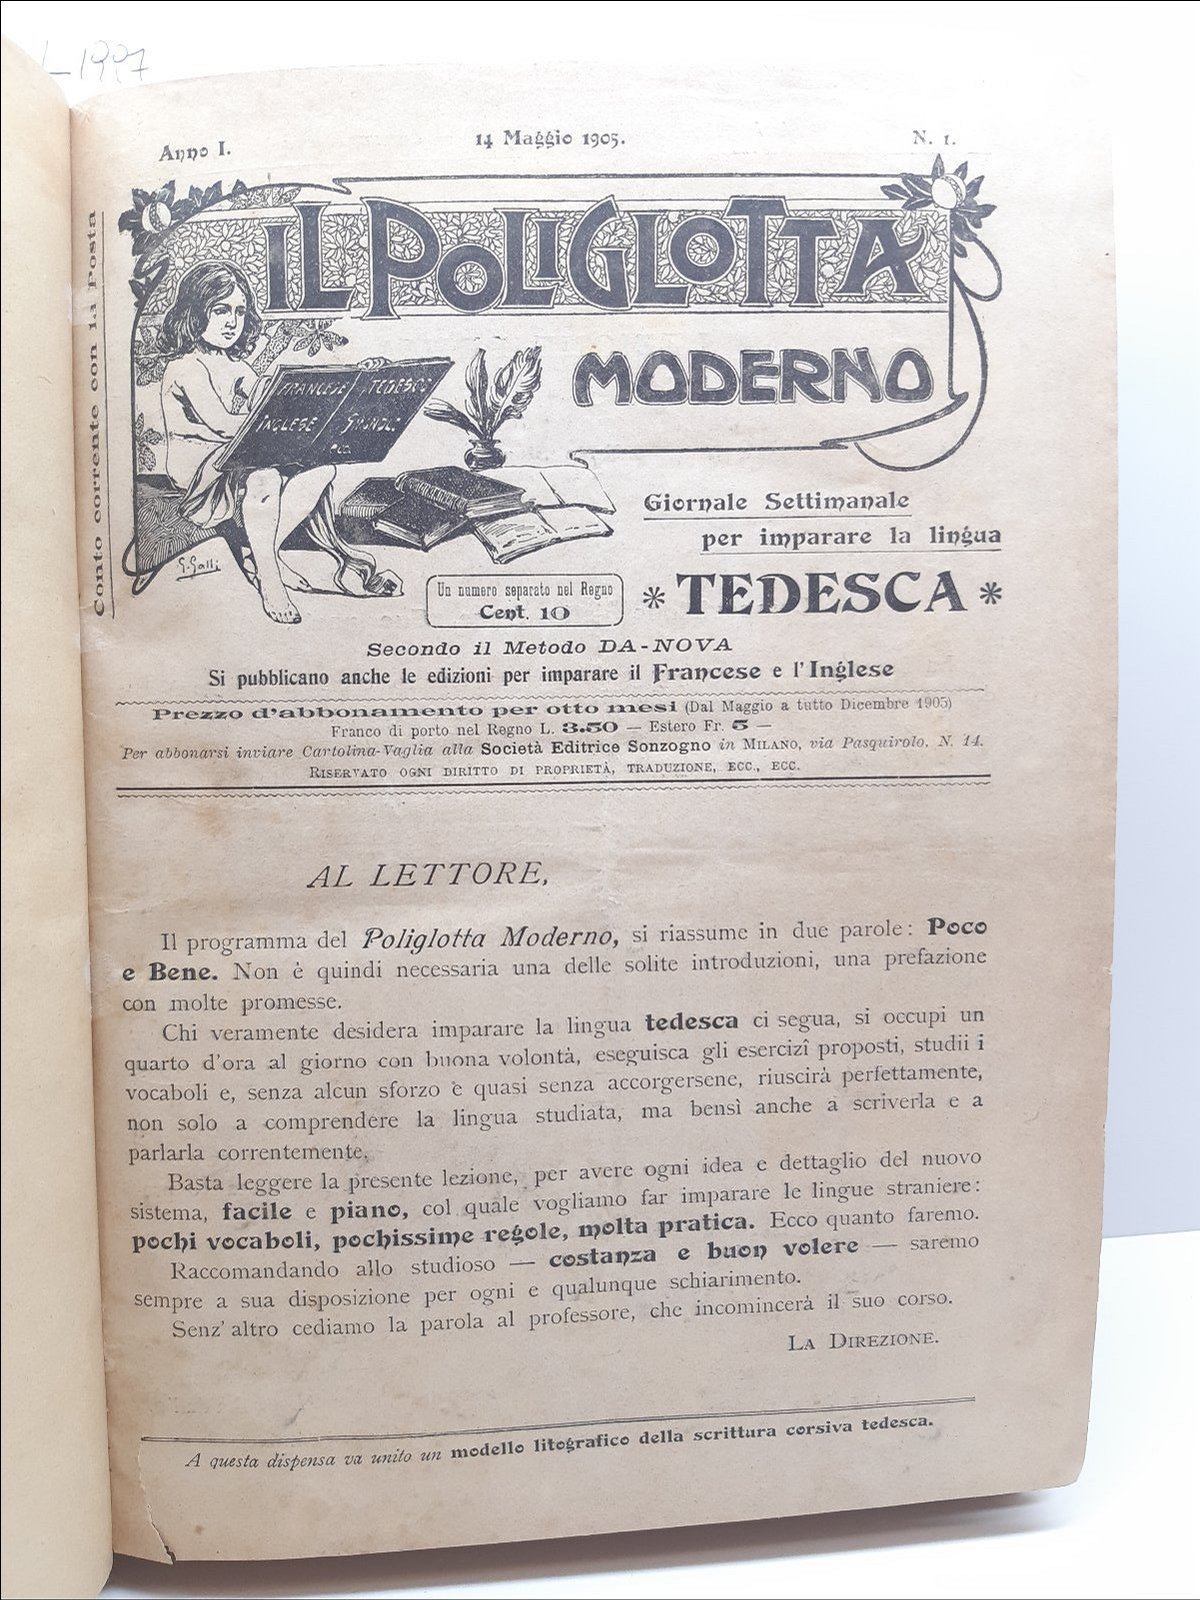 L 1997
Anno I.
14 Maggio 1905.
N. 1.
Conto corrente con la Posta
IL POLIGLOTTA
MODERNO
FRANCESE TEDESCO
INGLESE SPAGNOLO
ecc.
G. Galli
Giornale Settimanale
per imparare la lingua
* TEDESCA *
Un numero separato nel Regno
Cent. 10
Secondo il Metodo DA-NOVA
Si pubblicano anche le edizioni per imparare il Francese e l'Inglese
Prezzo d'abbonamento per otto mesi (Dal Maggio a tutto Dicembre 1905)
Franco di porto nel Regno L. 3.50 — Estero Fr. 5 —
Per abbonarsi inviare Cartolina-Vaglia alla Società Editrice Sonzogno in MILANO, via Pasquirolo, N. 14.
RISERVATO OGNI DIRITTO DI PROPRIETÀ, TRADUZIONE, ECC., ECC.
AL LETTORE,
Il programma del Poliglotta Moderno, si riassume in due parole: Poco
e Bene. Non è quindi necessaria una delle solite introduzioni, una prefazione
con molte promesse.
Chi veramente desidera imparare la lingua tedesca ci segua, si occupi un
quarto d'ora al giorno con buona volontà, eseguisca gli esercizî proposti, studii i
vocaboli e, senza alcun sforzo e quasi senza accorgersene, riuscirà perfettamente,
non solo a comprendere la lingua studiata, ma bensì anche a scriverla e a
parlarla correntemente.
Basta leggere la presente lezione, per avere ogni idea e dettaglio del nuovo
sistema, facile e piano, col quale vogliamo far imparare le lingue straniere:
pochi vocaboli, pochissime regole, molta pratica. Ecco quanto faremo.
Raccomandando allo studioso — costanza e buon volere — saremo
sempre a sua disposizione per ogni e qualunque schiarimento.
Senz'altro cediamo la parola al professore, che incomincerà il suo corso.
LA DIREZIONE.
A questa dispensa va unito un modello litografico della scrittura corsiva tedesca.